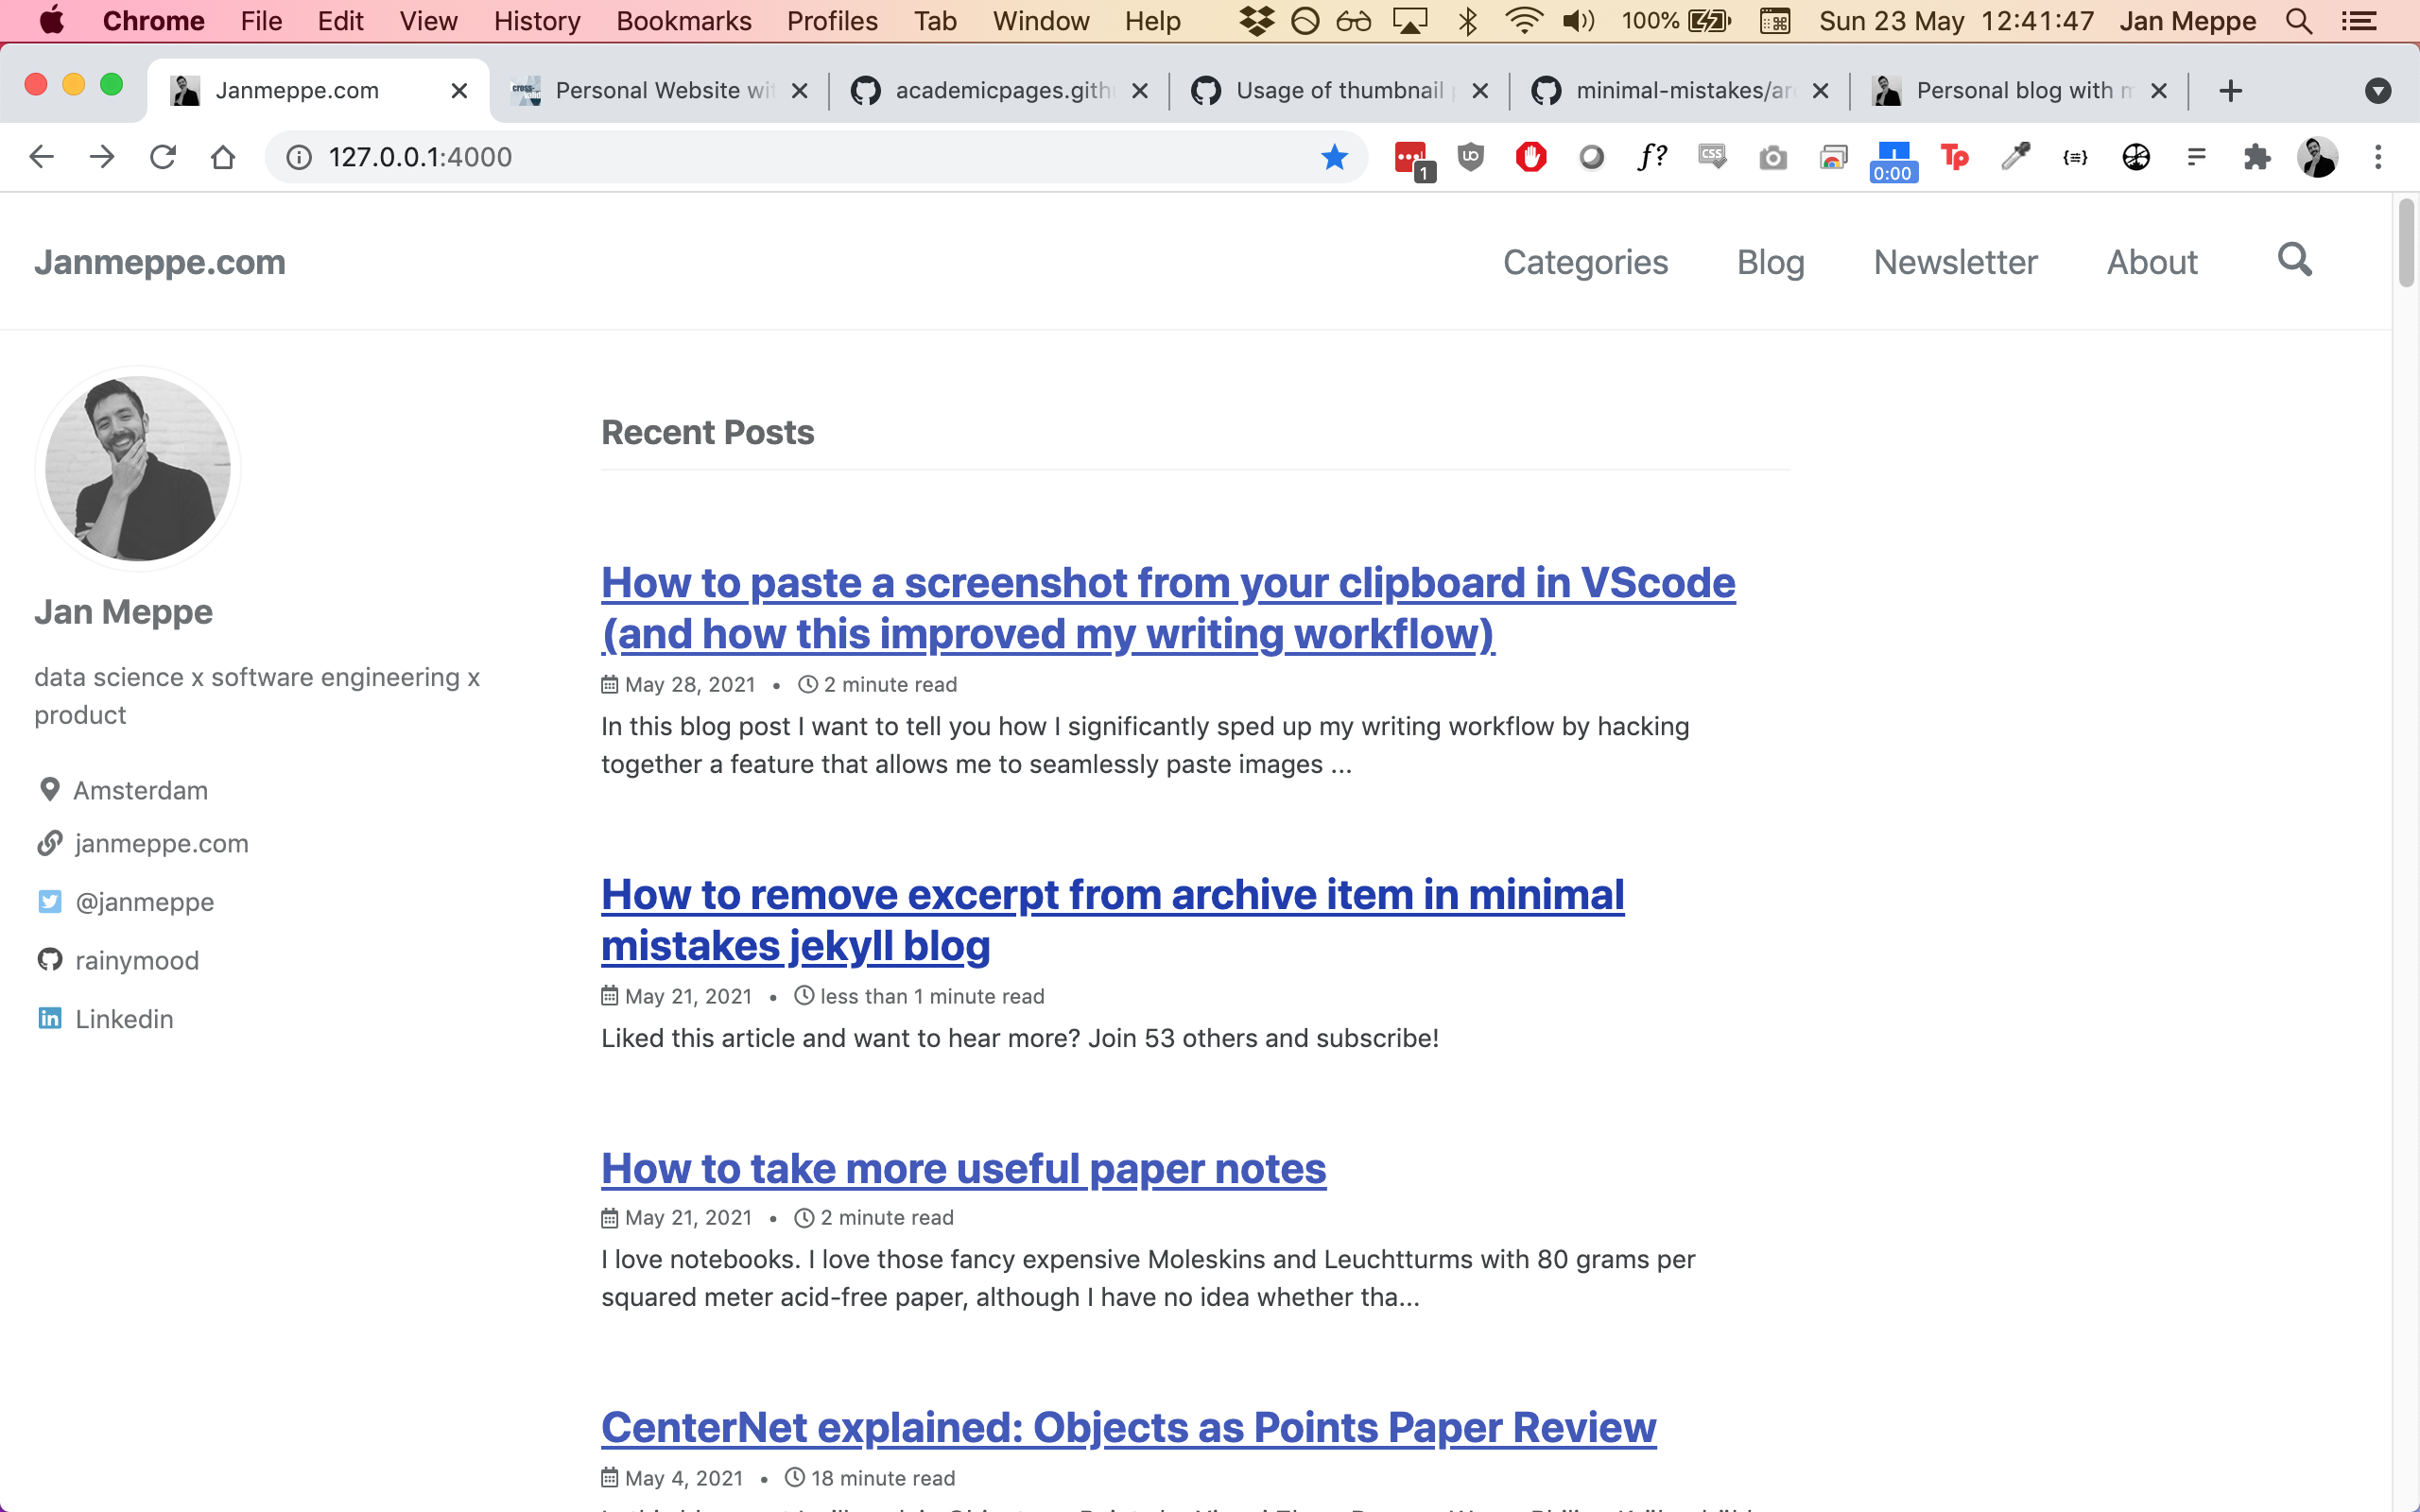 Chrome File Edit View History Bookmarks Profiles Tab Window Help 100% Sun 23 May 12:41:47 Jan Meppe
Janmeppe.com Personal Website wit academicpages.gith Usage of thumbnail minimal-mistakes/ar Personal blog with m
127.0.0.1:4000 1 f? CSS 0:00 Tp
Janmeppe.com Categories Blog Newsletter About
Jan Meppe
data science x software engineering x
product
Amsterdam
janmeppe.com
@janmeppe
rainymood
Linkedin
Recent Posts
How to paste a screenshot from your clipboard in VScode
(and how this improved my writing workflow)
May 28, 2021 • 2 minute read
In this blog post I want to tell you how I significantly sped up my writing workflow by hacking
together a feature that allows me to seamlessly paste images ...
How to remove excerpt from archive item in minimal
mistakes jekyll blog
May 21, 2021 • less than 1 minute read
Liked this article and want to hear more? Join 53 others and subscribe!
How to take more useful paper notes
May 21, 2021 • 2 minute read
I love notebooks. I love those fancy expensive Moleskins and Leuchtturms with 80 grams per
squared meter acid-free paper, although I have no idea whether tha...
CenterNet explained: Objects as Points Paper Review
May 4, 2021 • 18 minute read